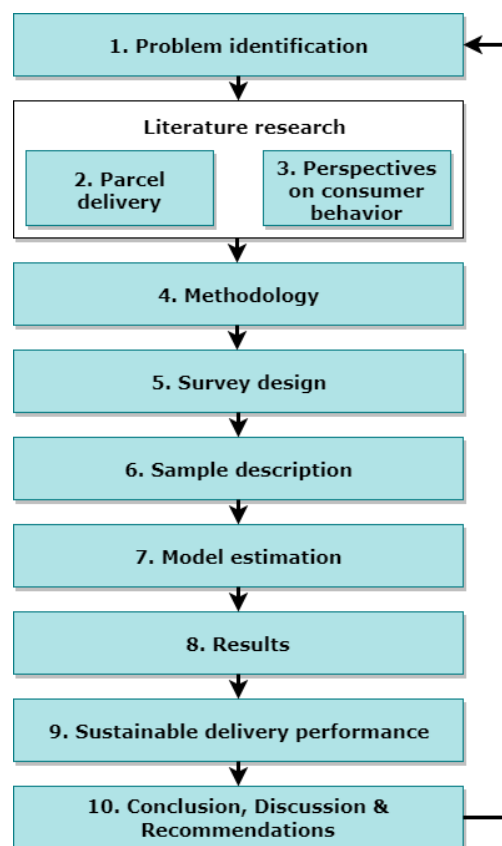 1. Problem identification
Literature research
2. Parcel
delivery
3. Perspectives
on consumer
behavior
4. Methodology
5. Survey design
6. Sample description
7. Model estimation
8. Results
9. Sustainable delivery performance
10. Conclusion, Discussion &
Recommendations